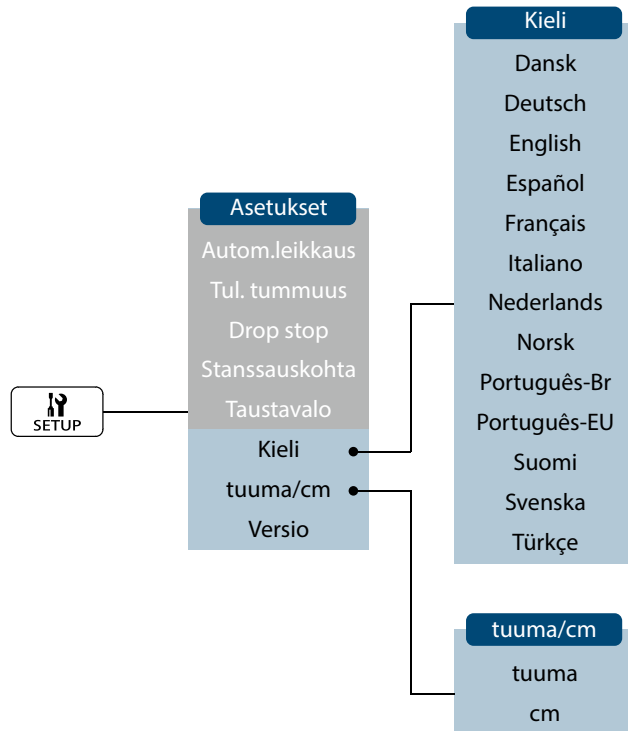 SETUP
Asetukset
Autom.leikkaus
Tul. tummuus
Drop stop
Stanssauskohta
Taustavalo
Kieli
tuuma/cm
Versio
Kieli
Dansk
Deutsch
English
Español
Français
Italiano
Nederlands
Norsk
Português-Br
Português-EU
Suomi
Svenska
Türkçe
tuuma/cm
tuuma
cm